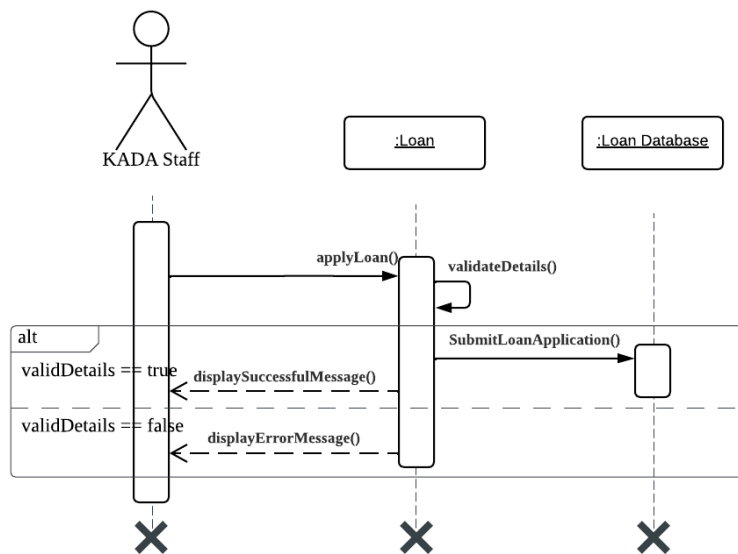 KADA Staff
:Loan
:Loan Database
applyLoan()
validateDetails()
alt
SubmitLoanApplication()
validDetails == true
displaySuccessfulMessage()
validDetails == false
displayErrorMessage()